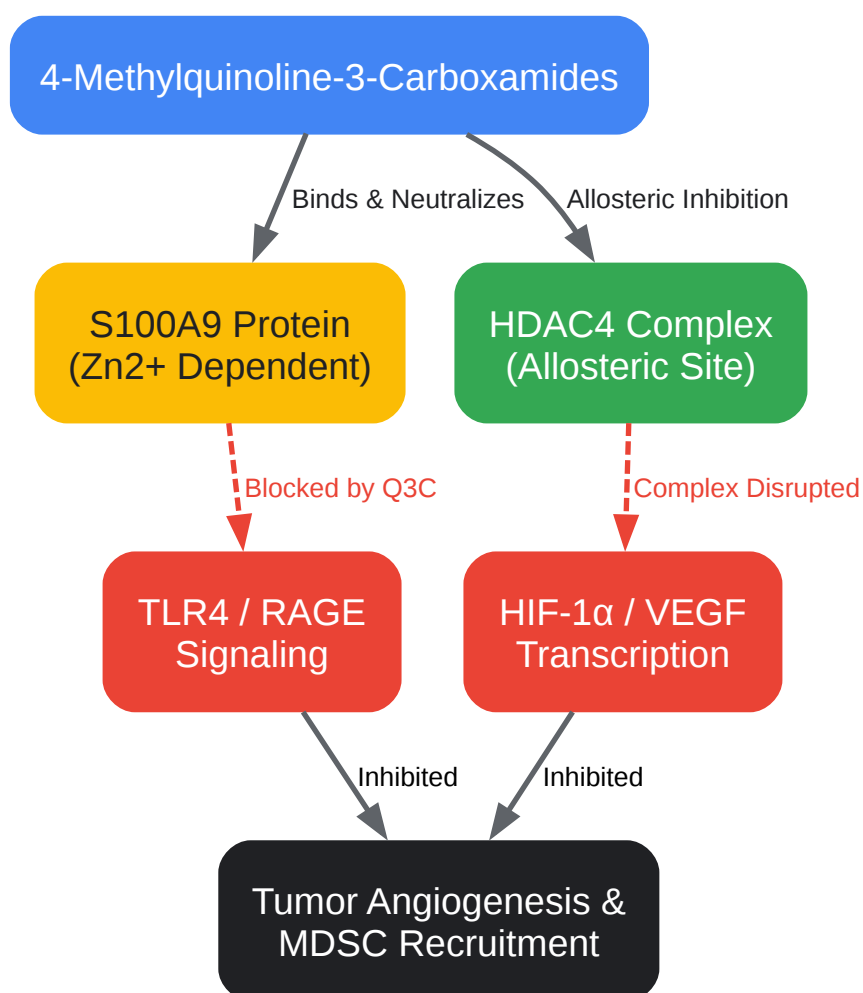 4-Methylquinoline-3-Carboxamides
Binds & Neutralizes
Allosteric Inhibition
S100A9 Protein
(Zn2+ Dependent)
HDAC4 Complex
(Allosteric Site)
Blocked by Q3C
Complex Disrupted
TLR4 / RAGE
Signaling
HIF-1α / VEGF
Transcription
Inhibited
Inhibited
Tumor Angiogenesis &
MDSC Recruitment